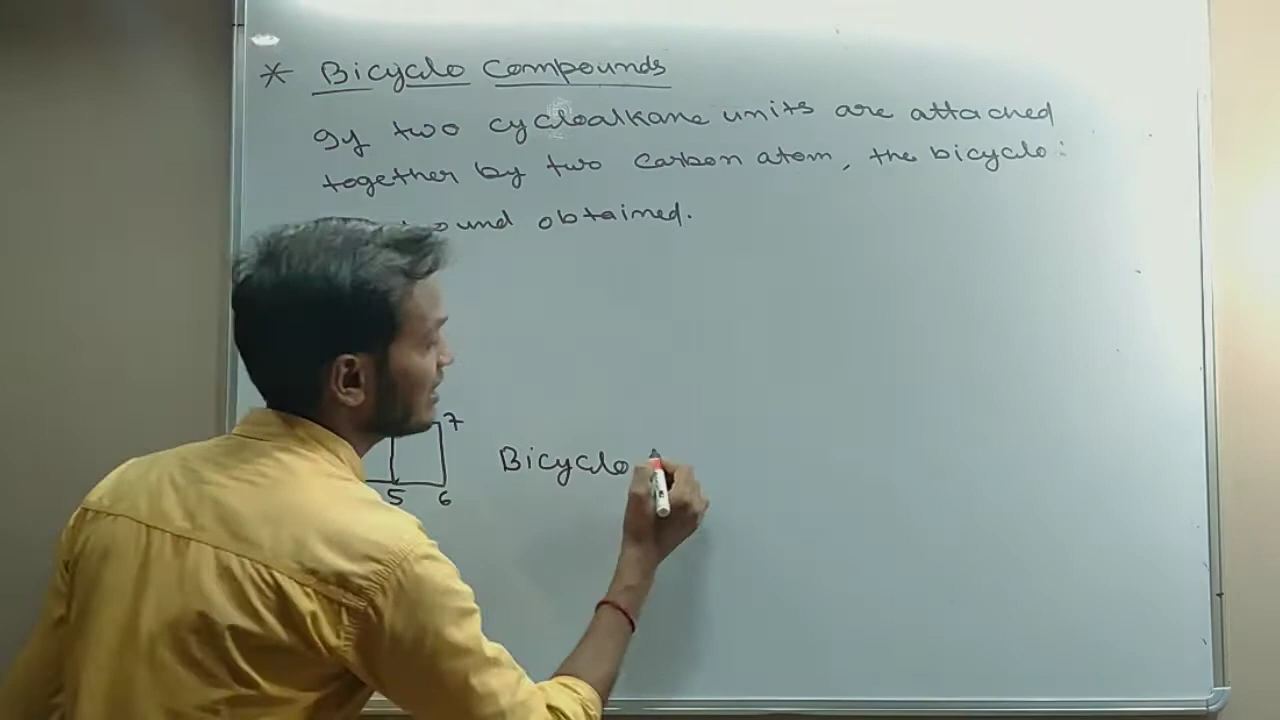 * Bicyclo Compounds
If two cycloalkane units are attached
together by two carbon atom, the bicyclo:
ound obtained.
7
Bicyclo
5 6